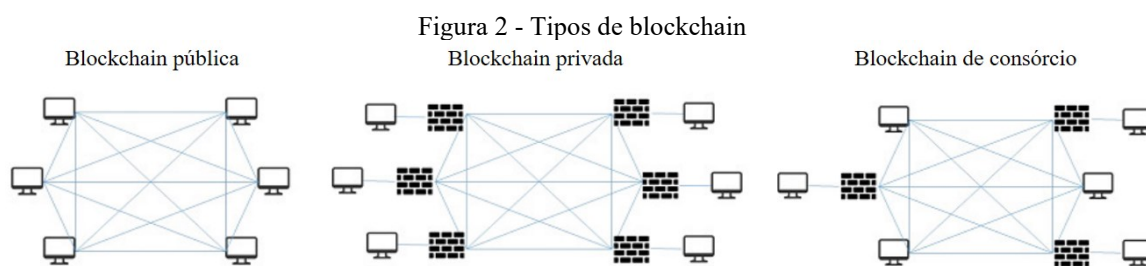 Figura 2 - Tipos de blockchain
Blockchain pública
Blockchain privada
Blockchain de consórcio